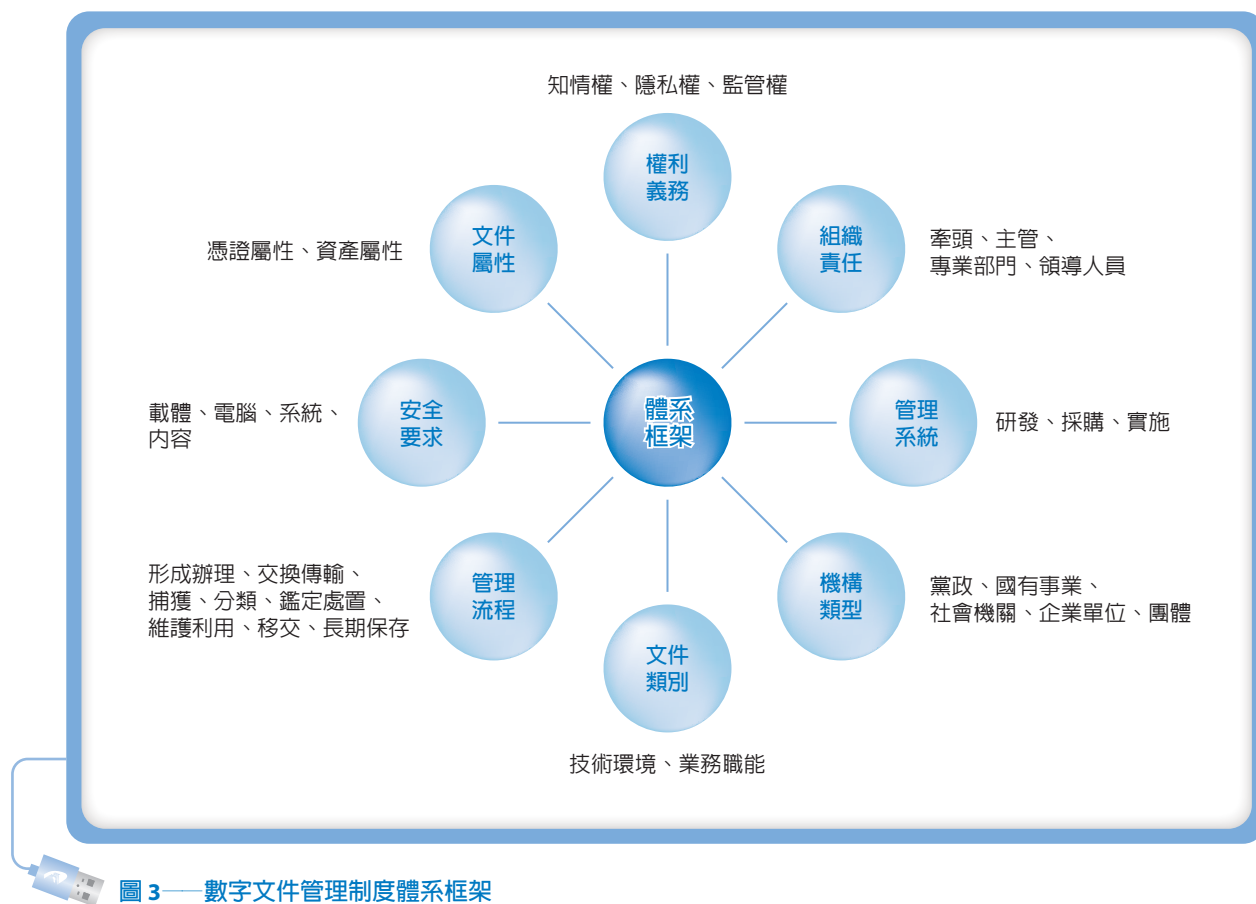 知情權、隱私權、監管權
權利
義務
組織
責任
牽頭、主管、
專業部門、領導人員
管理
系統
研發、採購、實施
機構
類型
黨政、國有事業、
社會機關、企業單位、團體
文件
類別
技術環境、業務職能
管理
流程
形成辦理、交換傳輸、
捕獲、分類、鑑定處置、
維護利用、移交、長期保存
安全
要求
載體、電腦、系統、
內容
文件
屬性
憑證屬性、資產屬性
體系
框架
圖 3——數字文件管理制度體系框架